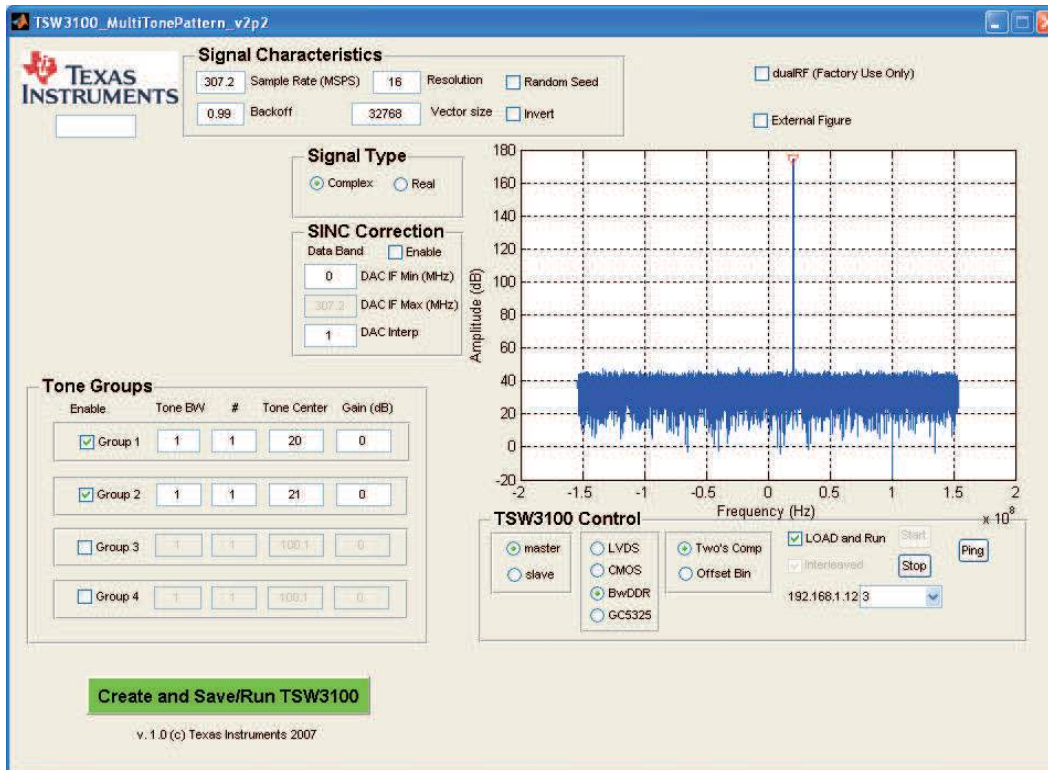 TSW3100_MultiTonePattern_v2p2
TEXAS
INSTRUMENTS
Signal Characteristics
307.2 Sample Rate (MSPS) 16 Resolution Random Seed
0.99 Backoff 32768 Vector size Invert
dualRF (Factory Use Only)
External Figure
Signal Type
Complex Real
SINC Correction
Data Band Enable
0 DAC IF Min (MHz)
307.2 DAC IF Max (MHz)
1 DAC Interp
180
160
140
120
100
80
60
40
20
0
-20
Amplitude (dB)
-2 -1.5 -1 -0.5 0 0.5 1 1.5 2
Frequency (Hz)
x 10^8
Tone Groups
Enable Tone BW # Tone Center Gain (dB)
Group 1 1 1 20 0
Group 2 1 1 21 0
Group 3 1 1 100.1 0
Group 4 1 1 100.1 0
TSW3100 Control
master
slave
LVDS
CMOS
BwDDR
GC5325
Two's Comp
Offset Bin
LOAD and Run Start
Interleaved Stop
Ping
192.168.1.12 3
Create and Save/Run TSW3100
v. 1.0 (c) Texas Instruments 2007